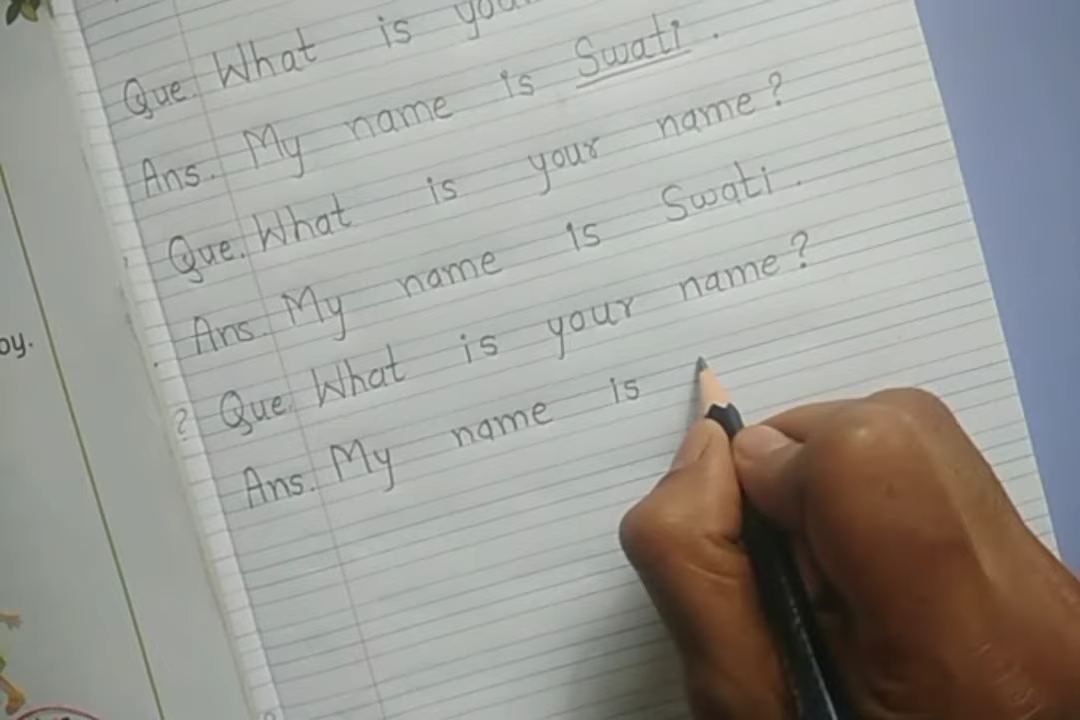 Que. What is you
Ans. My name is Swati.
Que. What is your name?
Ans. My name is Swati.
Que. What is your name?
Ans. My name is
oy.
?